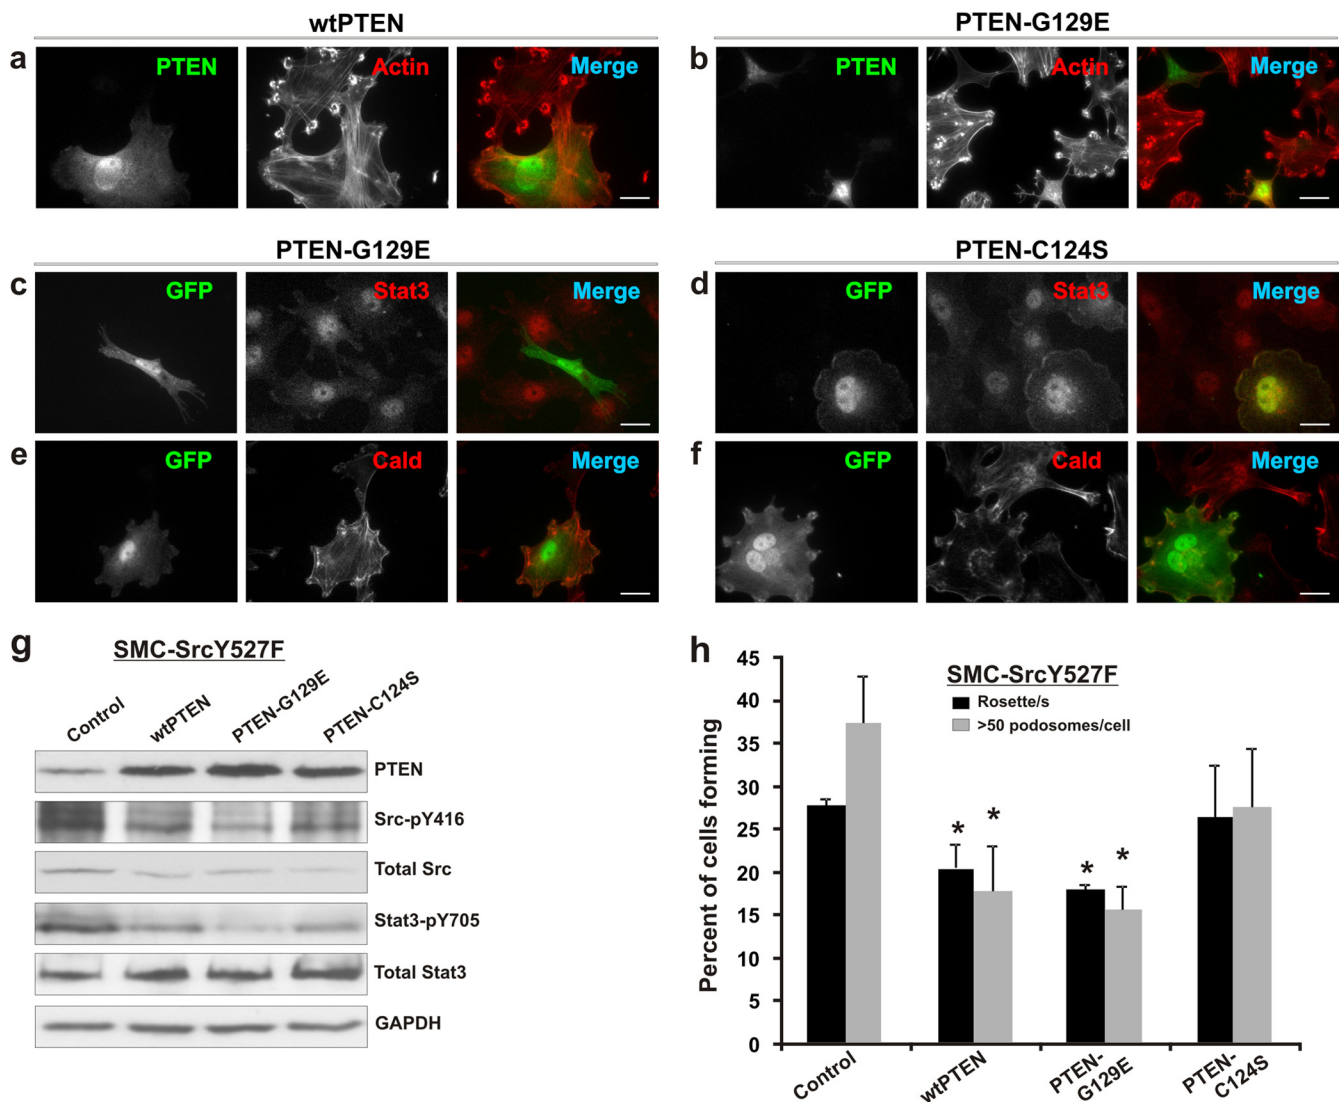 wtPTEN
PTEN-G129E
a
PTEN
Actin
Merge
b
PTEN
Actin
Merge
PTEN-G129E
PTEN-C124S
c
GFP
Stat3
Merge
d
GFP
Stat3
Merge
e
GFP
Cald
Merge
f
GFP
Cald
Merge
g
SMC-SrcY527F
Control
wtPTEN
PTEN-G129E
PTEN-C124S
PTEN
Src-pY416
Total Src
Stat3-pY705
Total Stat3
GAPDH
h
SMC-SrcY527F
Rosette/s
>50 podosomes/cell
Percent of cells forming
45
40
35
30
25
20
15
10
5
0
*
*
*
*
Control
wtPTEN
PTEN-
G129E
PTEN-
C124S